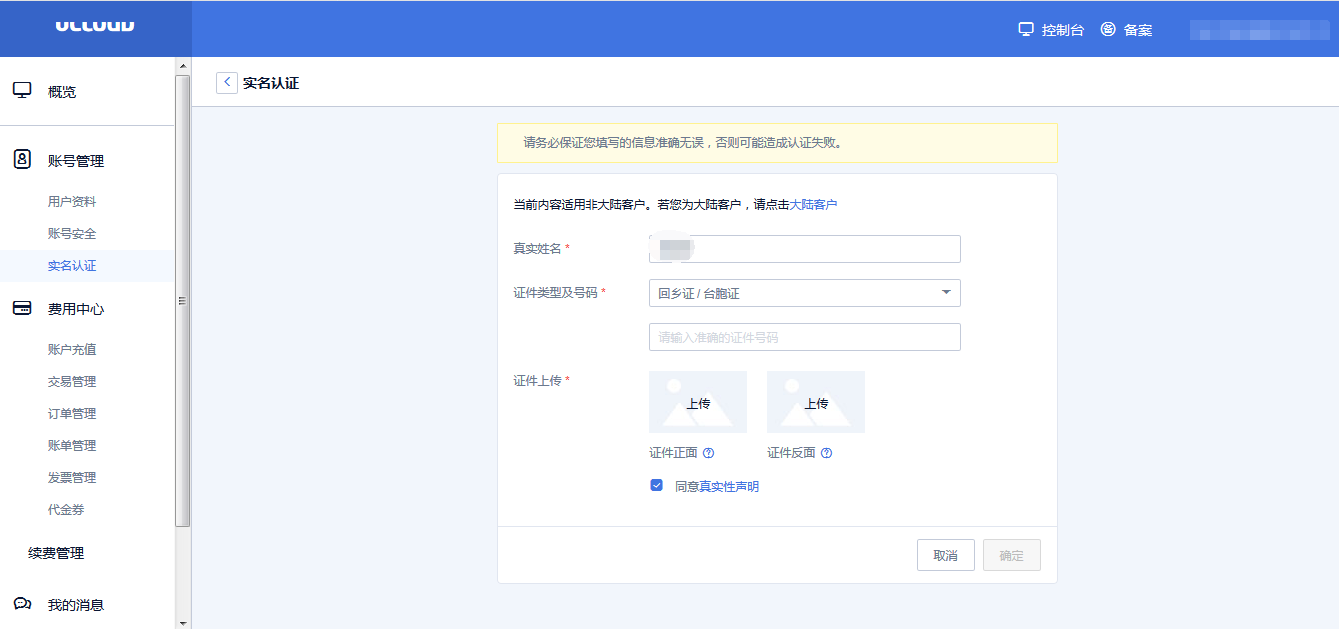 UCLOUD
控制台
备案
概览
账号管理
用户资料
账号安全
实名认证
费用中心
账户充值
交易管理
订单管理
账单管理
发票管理
代金券
续费管理
我的消息
实名认证
请务必保证您填写的信息准确无误，否则可能造成认证失败。
当前内容适用非大陆客户。若您为大陆客户，请点击大陆客户
真实姓名 *
证件类型及号码 *
回乡证 / 台胞证
请输入准确的证件号码
证件上传 *
上传
上传
证件正面
证件反面
同意真实性声明
取消
确定